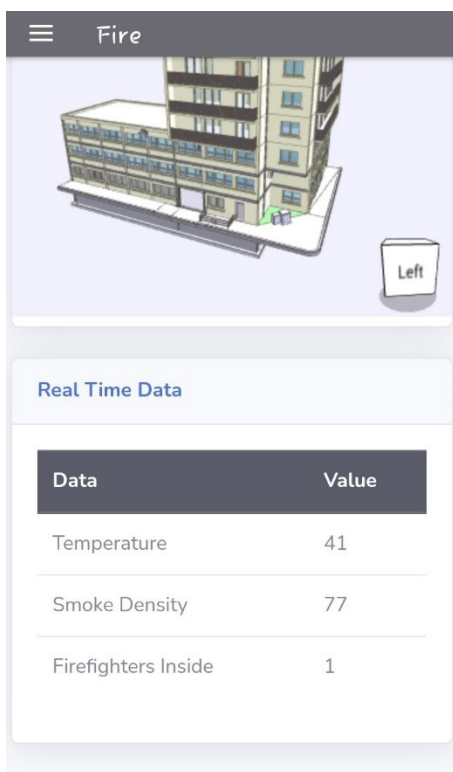 Fire
Left
Real Time Data
Data Value
Temperature 41
Smoke Density 77
Firefighters Inside 1